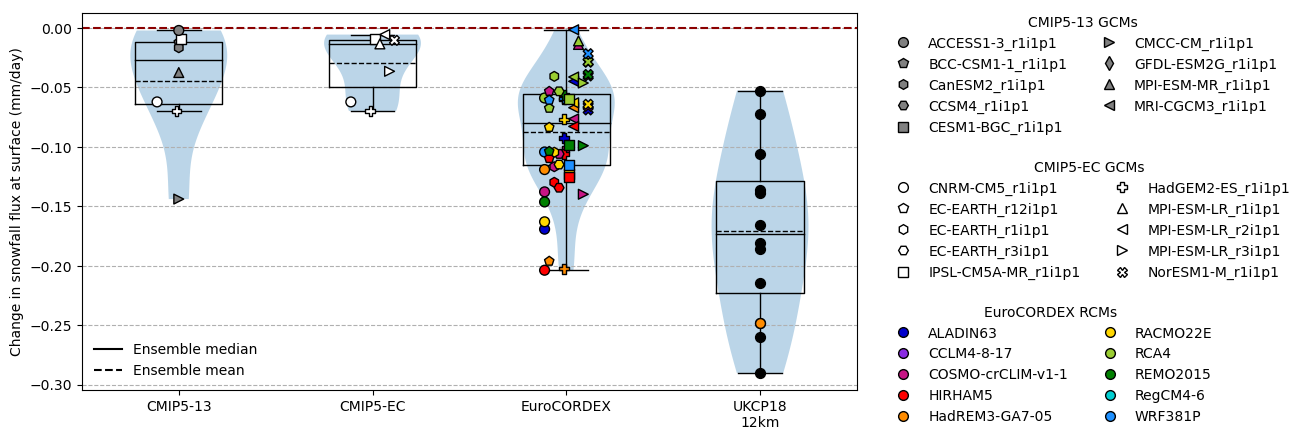 Change in snowfall flux at surface (mm/day)
0.00
−0.05
−0.10
−0.15
−0.20
−0.25
−0.30
Ensemble median
Ensemble mean
CMIP5-13
CMIP5-EC
EuroCORDEX
UKCP18
12km
CMIP5-13 GCMs
ACCESS1-3_r1i1p1
BCC-CSM1-1_r1i1p1
CanESM2_r1i1p1
CCSM4_r1i1p1
CESM1-BGC_r1i1p1
CMCC-CM_r1i1p1
GFDL-ESM2G_r1i1p1
MPI-ESM-MR_r1i1p1
MRI-CGCM3_r1i1p1
CMIP5-EC GCMs
CNRM-CM5_r1i1p1
EC-EARTH_r12i1p1
EC-EARTH_r1i1p1
EC-EARTH_r3i1p1
IPSL-CM5A-MR_r1i1p1
HadGEM2-ES_r1i1p1
MPI-ESM-LR_r1i1p1
MPI-ESM-LR_r2i1p1
MPI-ESM-LR_r3i1p1
NorESM1-M_r1i1p1
EuroCORDEX RCMs
ALADIN63
CCLM4-8-17
COSMO-crCLIM-v1-1
HIRHAM5
HadREM3-GA7-05
RACMO22E
RCA4
REMO2015
RegCM4-6
WRF381P